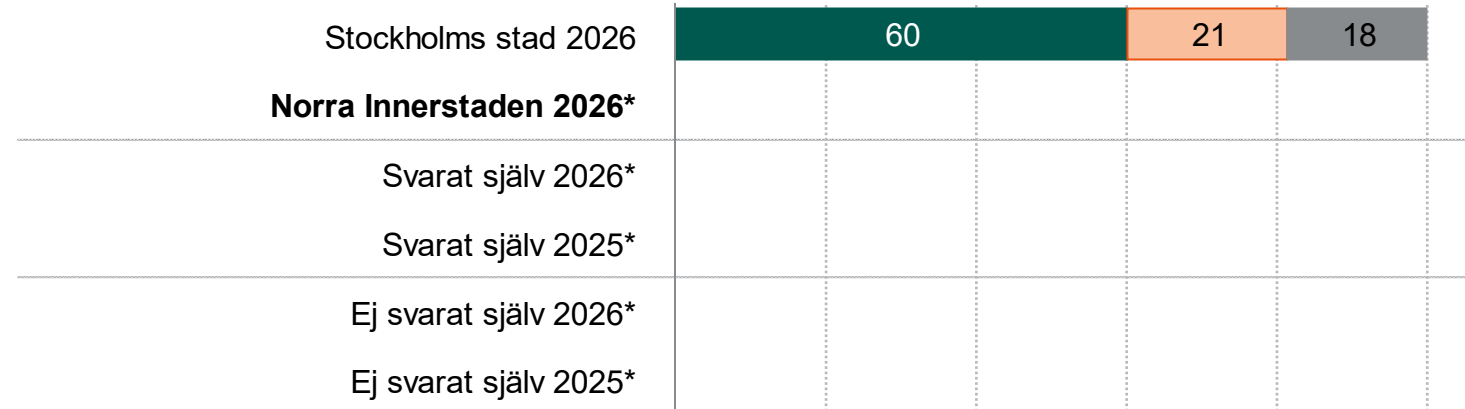 Stockholms stad 2026 60 21 18
Norra Innerstaden 2026*
Svarat själv 2026*
Svarat själv 2025*
Ej svarat själv 2026*
Ej svarat själv 2025*